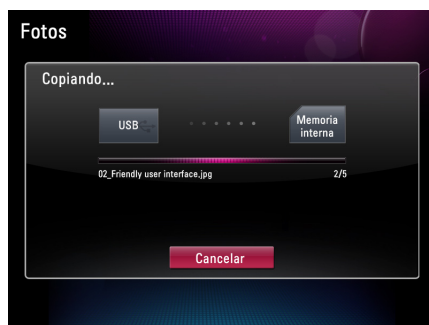 Fotos
Copiando...
USB
Memoria
interna
02_Friendly user interface.jpg 2/5
Cancelar